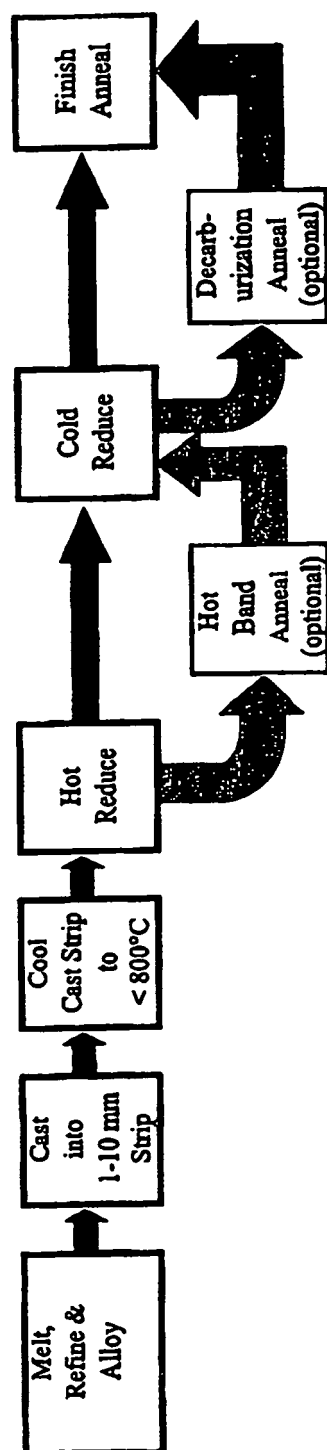 Melt,
Refine &
Alloy
Cast
into
1-10 mm
Strip
Cool
Cast Strip
to
< 800°C
Hot
Reduce
Hot
Band
Anneal
(optional)
Cold
Reduce
Decarb-
urization
Anneal
(optional)
Finish
Anneal